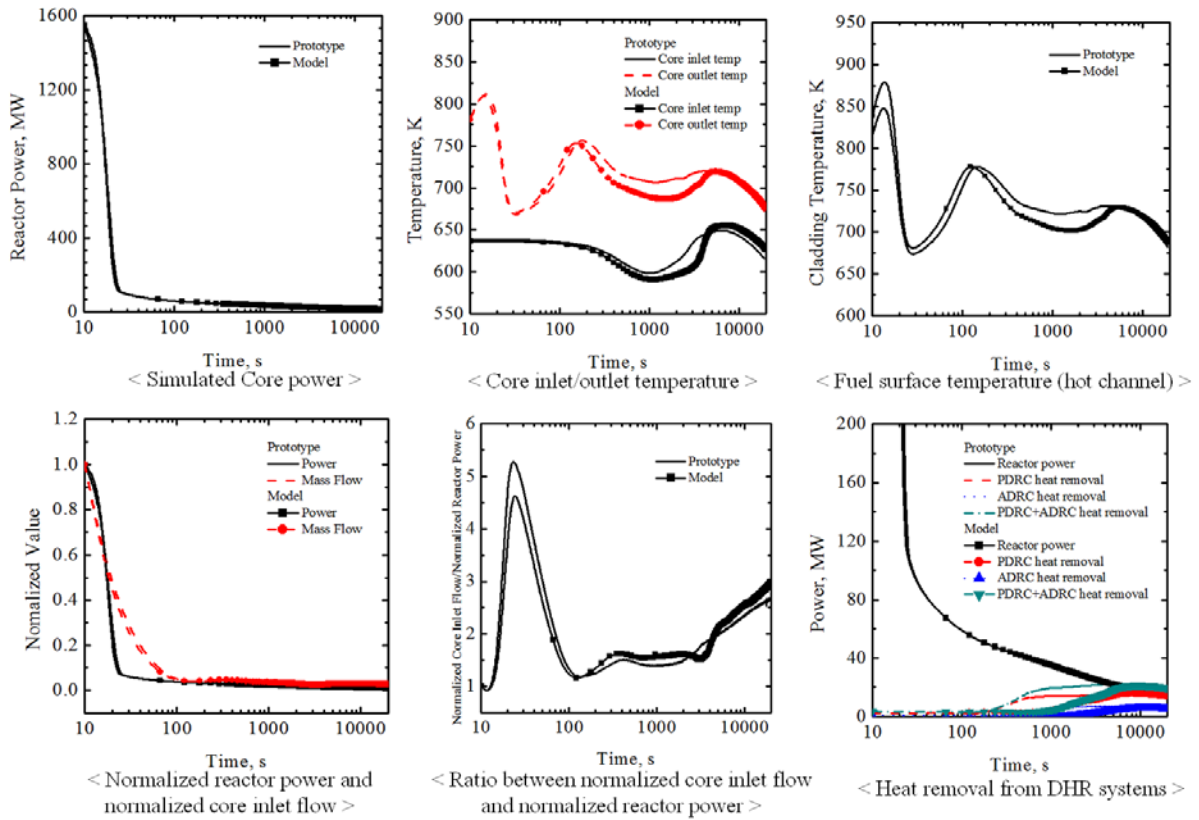 1600
1200
800
400
0
10
100
1000
10000
Reactor Power, MW
Time, s
Prototype
Model
< Simulated Core power >
850
800
750
700
650
600
550
10
100
1000
10000
Temperature, K
Time, s
Prototype
Core inlet temp
Core outlet temp
Model
Core inlet temp
Core outlet temp
< Core inlet/outlet temperature >
950
900
850
800
750
700
650
600
10
100
1000
10000
Cladding Temperature, K
Time, s
Prototype
Model
< Fuel surface temperature (hot channel) >
1.2
1.0
0.8
0.6
0.4
0.2
0.0
10
100
1000
10000
Nomalized Value
Time, s
Prototype
Power
Mass Flow
Model
Power
Mass Flow
< Normalized reactor power and
normalized core inlet flow >
6
5
4
3
2
1
0
10
100
1000
10000
Normalized Core Inlet Flow/Normalized Reactor Power
Time, s
Prototype
Model
< Ratio between normalized core inlet flow
and normalized reactor power >
200
160
120
80
40
0
10
100
1000
10000
Power, MW
Time, s
Prototype
Reactor power
PDRC heat removal
ADRC heat removal
PDRC+ADRC heat removal
Model
Reactor power
PDRC heat removal
ADRC heat removal
PDRC+ADRC heat removal
< Heat removal from DHR systems >